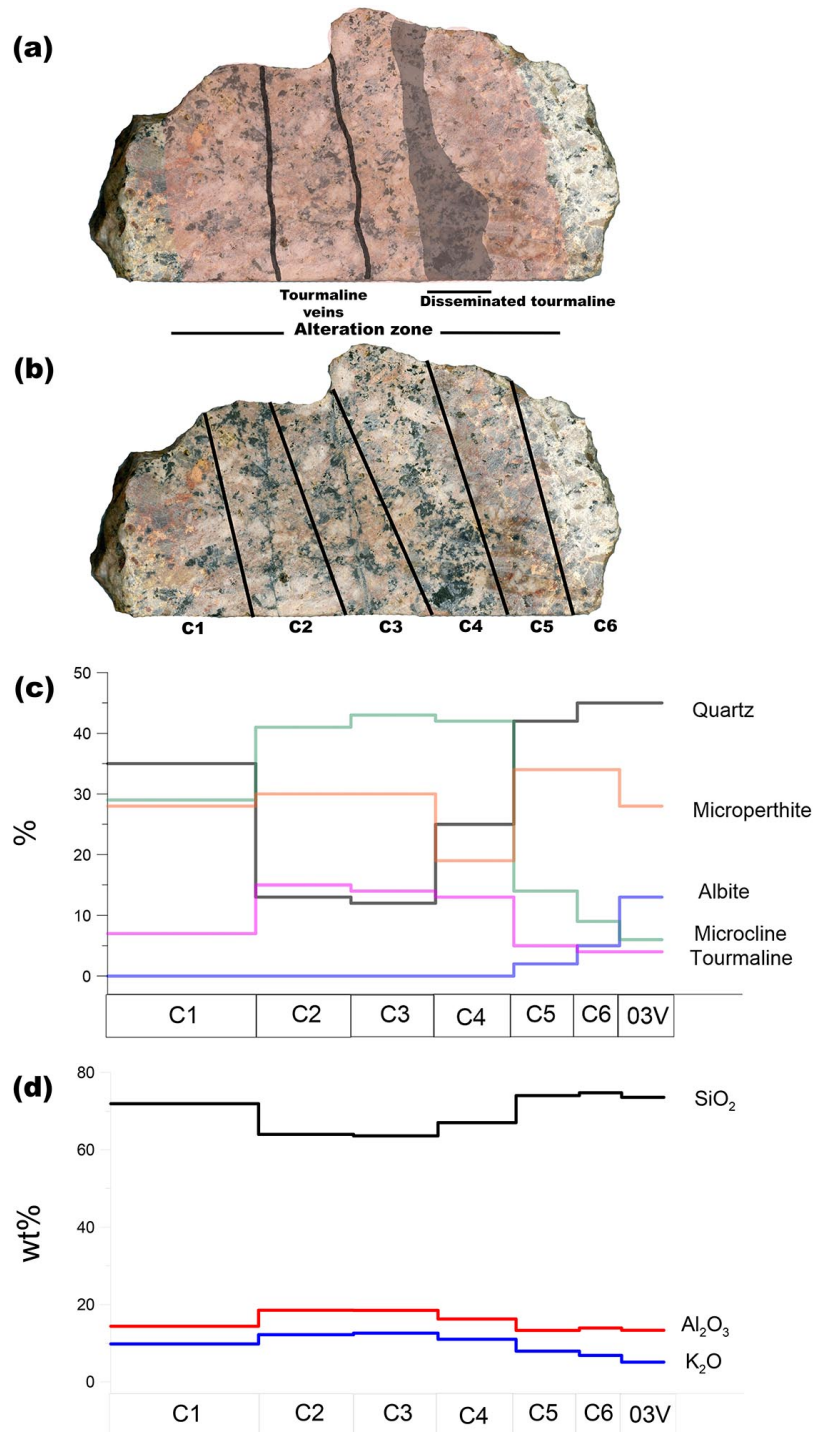 (a)
Tourmaline
veins
Disseminated tourmaline
Alteration zone
(b)
C1 C2 C3 C4 C5 C6
(c)
50
40
30
20
10
0
%
Quartz
Microperthite
Albite
Microcline
Tourmaline
C1 C2 C3 C4 C5 C6 03V
(d)
80
60
40
20
0
wt%
SiO₂
Al₂O₃
K₂O
C1 C2 C3 C4 C5 C6 03V